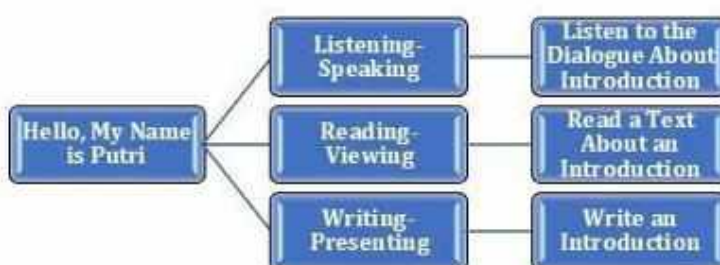 Hello, My Name
is Putri
Listening-
Speaking
Listen to the
Dialogue About
Introduction
Reading-
Viewing
Read a Text
About an
Introduction
Writing-
Presenting
Write an
Introduction